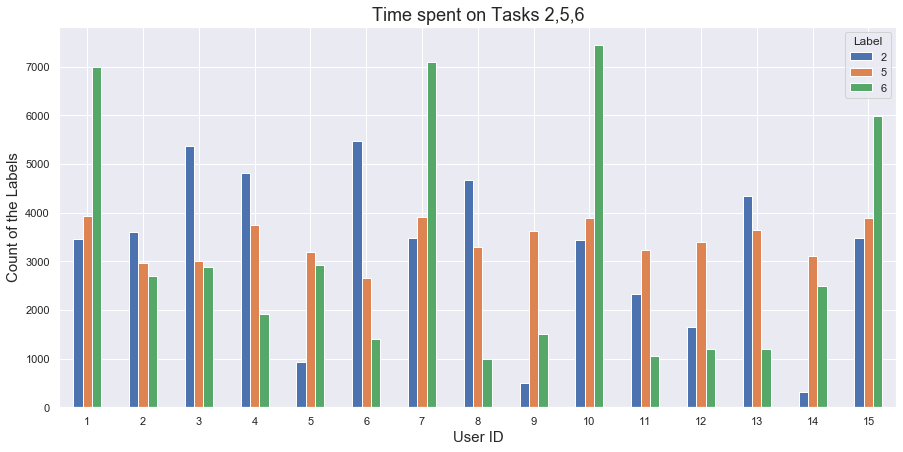 Time spent on Tasks 2,5,6
Label
2
5
6
Count of the Labels
7000
6000
5000
4000
3000
2000
1000
0
1 2 3 4 5 6 7 8 9 10 11 12 13 14 15
User ID